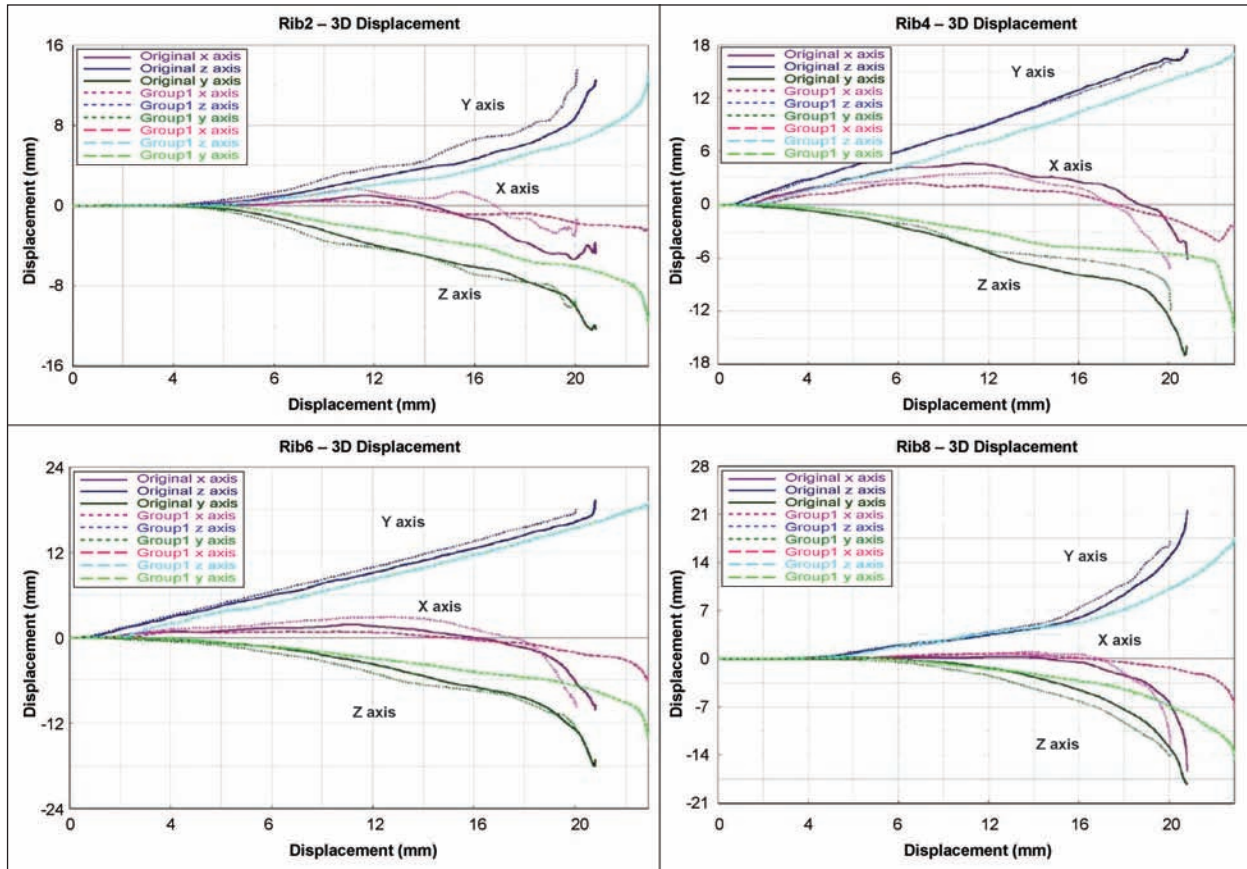 Rib2 – 3D Displacement
16
8
0
-8
-16
Displacement (mm)
Original x axis
Original z axis
Original y axis
Group1 x axis
Group1 z axis
Group1 y axis
Group1 x axis
Group1 z axis
Group1 y axis
Y axis
X axis
Z axis
0 4 6 12 16 20
Displacement (mm)
Rib4 – 3D Displacement
18
12
6
0
-6
-12
-18
Displacement (mm)
Original x axis
Original z axis
Original y axis
Group1 x axis
Group1 z axis
Group1 y axis
Group1 x axis
Group1 z axis
Group1 y axis
Y axis
X axis
Z axis
0 4 6 12 16 20
Displacement (mm)
Rib6 – 3D Displacement
24
12
0
-12
-24
Displacement (mm)
Original x axis
Original z axis
Original y axis
Group1 x axis
Group1 z axis
Group1 y axis
Group1 x axis
Group1 z axis
Group1 y axis
Y axis
X axis
Z axis
0 4 6 12 16 20
Displacement (mm)
Rib8 – 3D Displacement
28
21
14
7
0
-7
-14
-21
Displacement (mm)
Original x axis
Original z axis
Original y axis
Group1 x axis
Group1 z axis
Group1 y axis
Group1 x axis
Group1 z axis
Group1 y axis
Y axis
X axis
Z axis
0 4 6 12 16 20
Displacement (mm)